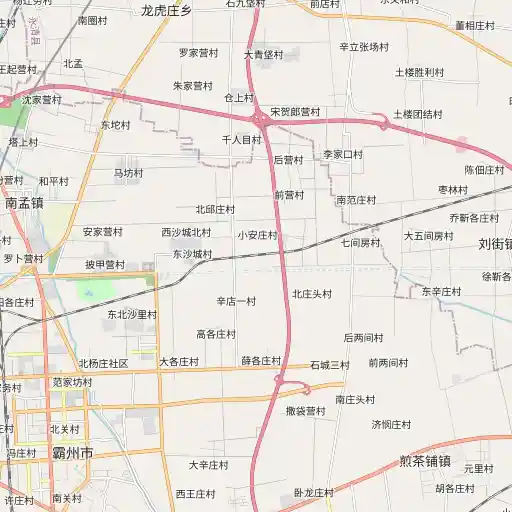 龙虎庄乡
石九堡村
前店村
南圈村
辛立张场村
董相庄村
罗家营村
大青垡村
北孟
王起营村
土楼胜利村
朱家营村
沈家营村
仓上村
宋贺郎营村
土楼团结村
东坨村
塔上村
千人目村
李家口村
后营村
陈佃庄村
马坊村
和平村
枣林村
前营村
南范庄村
南孟镇
北邱庄村
乔靳各庄村
安家营村
西沙城北村
小安庄村
大五间房村
七间房村
刘街镇
罗卜营村
东沙城村
披甲营村
徐靳各
东辛庄村
北庄头村
辛店一村
田各庄村
东北沙里村
高各庄村
后两间村
北杨庄社区
大各庄村
薛各庄村
石城三村
前两间村
范家坊村
南庄头村
撒袋营村
济悯庄村
北关村
冯庄村
霸州市
大辛庄村
煎茶铺镇
元里村
胡各庄村
南关村
西王庄村
卧龙庄村
许庄村